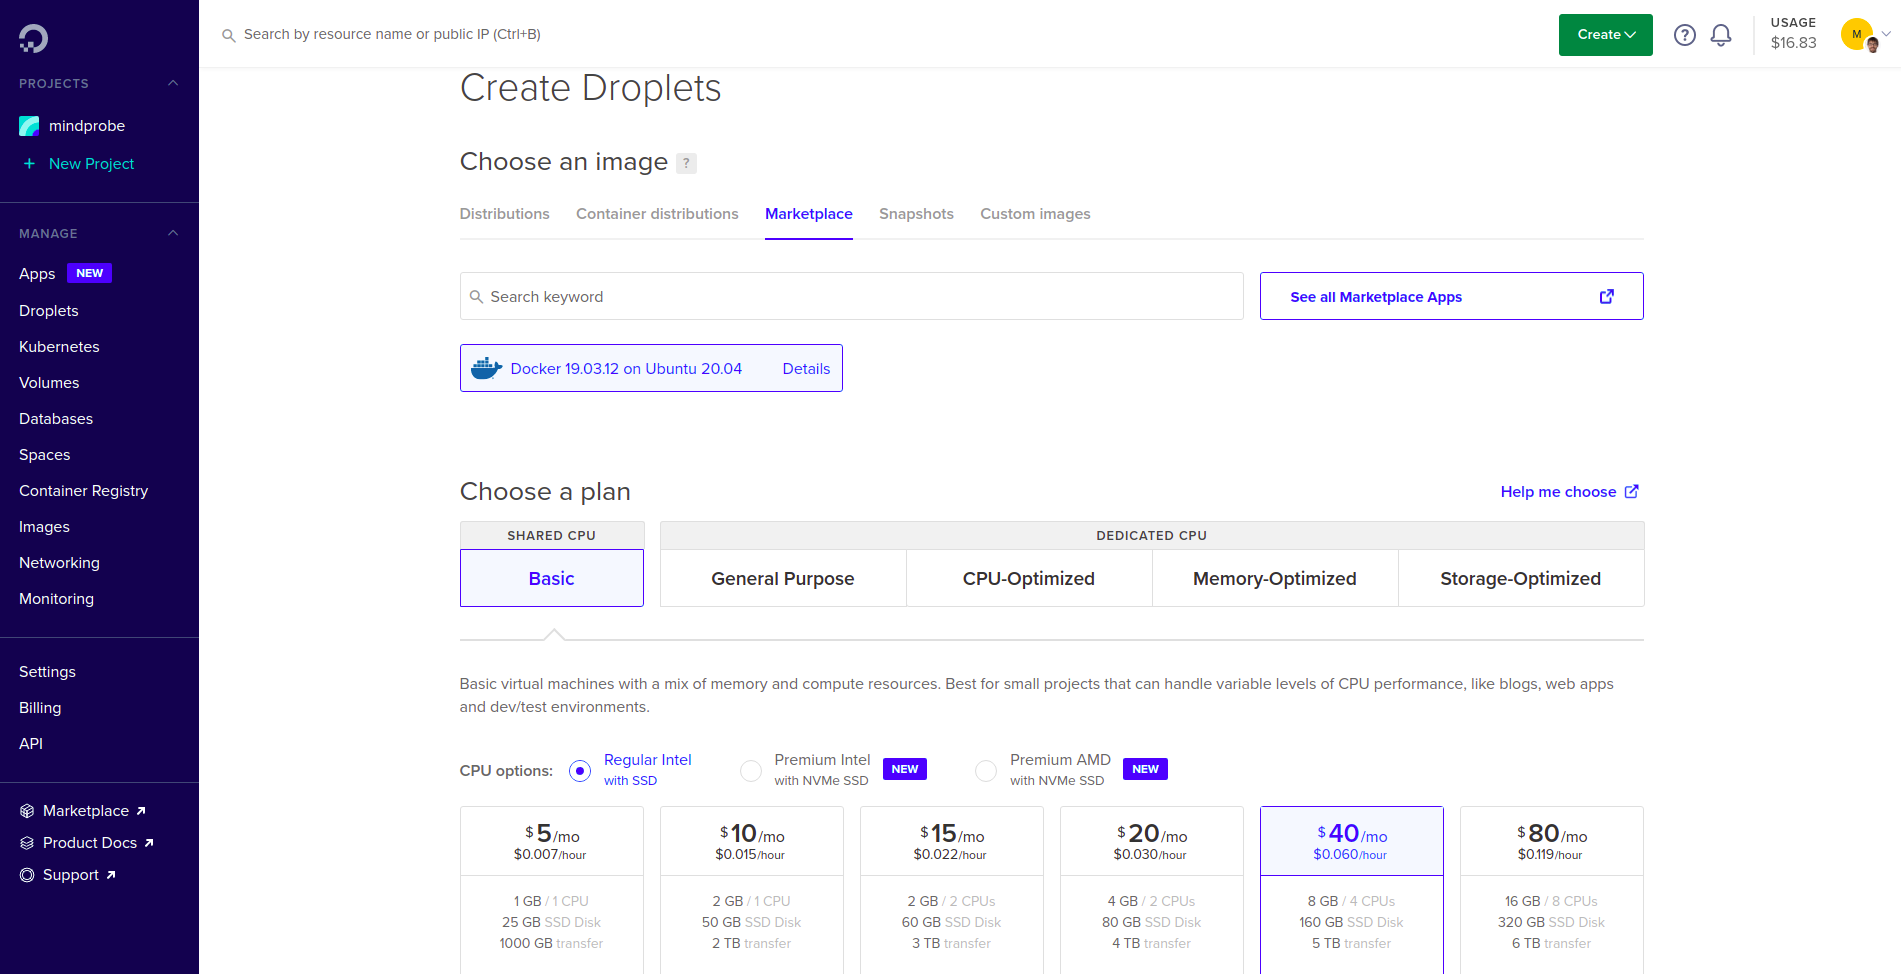 Search by resource name or public IP (Ctrl+B)
Create
?
USAGE
$16.83
M
PROJECTS
mindprobe
+ New Project
MANAGE
Apps NEW
Droplets
Kubernetes
Volumes
Databases
Spaces
Container Registry
Images
Networking
Monitoring
Settings
Billing
API
Marketplace
Product Docs
Support
Create Droplets
Choose an image ?
Distributions Container distributions Marketplace Snapshots Custom images
Search keyword
See all Marketplace Apps
Docker 19.03.12 on Ubuntu 20.04 Details
Choose a plan
Help me choose
SHARED CPU
DEDICATED CPU
Basic
General Purpose
CPU-Optimized
Memory-Optimized
Storage-Optimized
Basic virtual machines with a mix of memory and compute resources. Best for small projects that can handle variable levels of CPU performance, like blogs, web apps
and dev/test environments.
CPU options:
Regular Intel
with SSD
Premium Intel
with NVMe SSD
NEW
Premium AMD
with NVMe SSD
NEW
$5/mo
$0.007/hour
1 GB / 1 CPU
25 GB SSD Disk
1000 GB transfer
$10/mo
$0.015/hour
2 GB / 1 CPU
50 GB SSD Disk
2 TB transfer
$15/mo
$0.022/hour
2 GB / 2 CPUs
60 GB SSD Disk
3 TB transfer
$20/mo
$0.030/hour
4 GB / 2 CPUs
80 GB SSD Disk
4 TB transfer
$40/mo
$0.060/hour
8 GB / 4 CPUs
160 GB SSD Disk
5 TB transfer
$80/mo
$0.119/hour
16 GB / 8 CPUs
320 GB SSD Disk
6 TB transfer